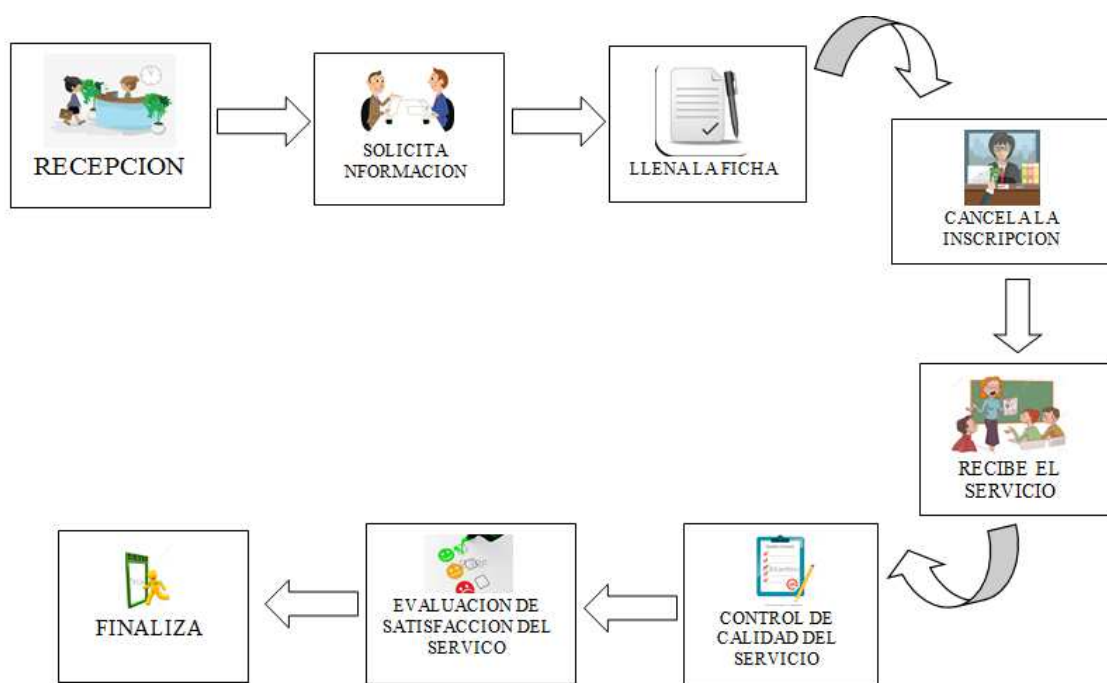 RECEPCION
SOLICITA
NFORMACION
LLENA LA FICHA
CANCELA LA
INSCRIPCION
RECIBE EL
SERVICIO
CONTROL DE
CALIDAD DEL
SERVICIO
EVALUACION DE
SATISFACCION DEL
SERVICO
FINALIZA